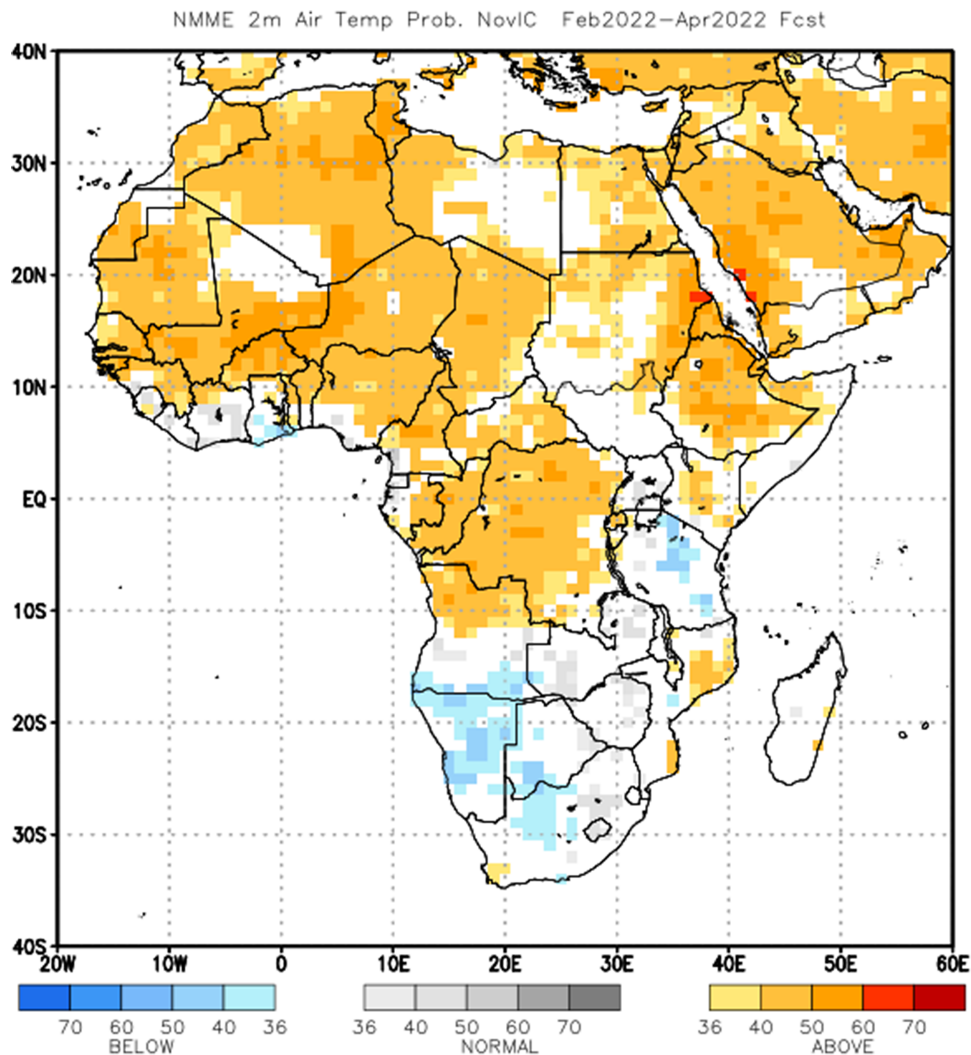 NMME 2m Air Temp Prob. NovIC Feb2022-Apr2022 Fcst
40N
30N
20N
10N
EQ
10S
20S
30S
40S
20W 10W 0 10E 20E 30E 40E 50E 60E
70 60 50 40 36
36 40 50 60 70
36 40 50 60 70
BELOW NORMAL ABOVE